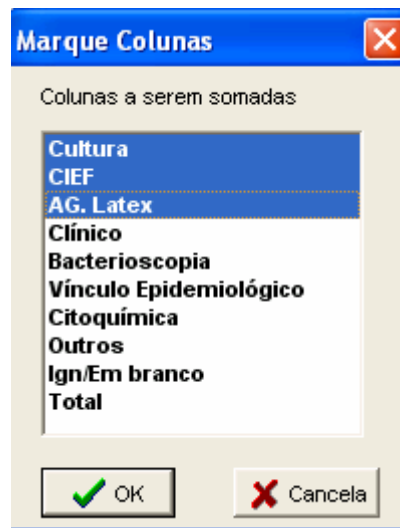 Marque Colunas
Colunas a serem somadas
Cultura
CIEF
AG. Latex
Clínico
Bacterioscopia
Vínculo Epidemiológico
Citoquímica
Outros
Ign/Em branco
Total
OK
Cancela